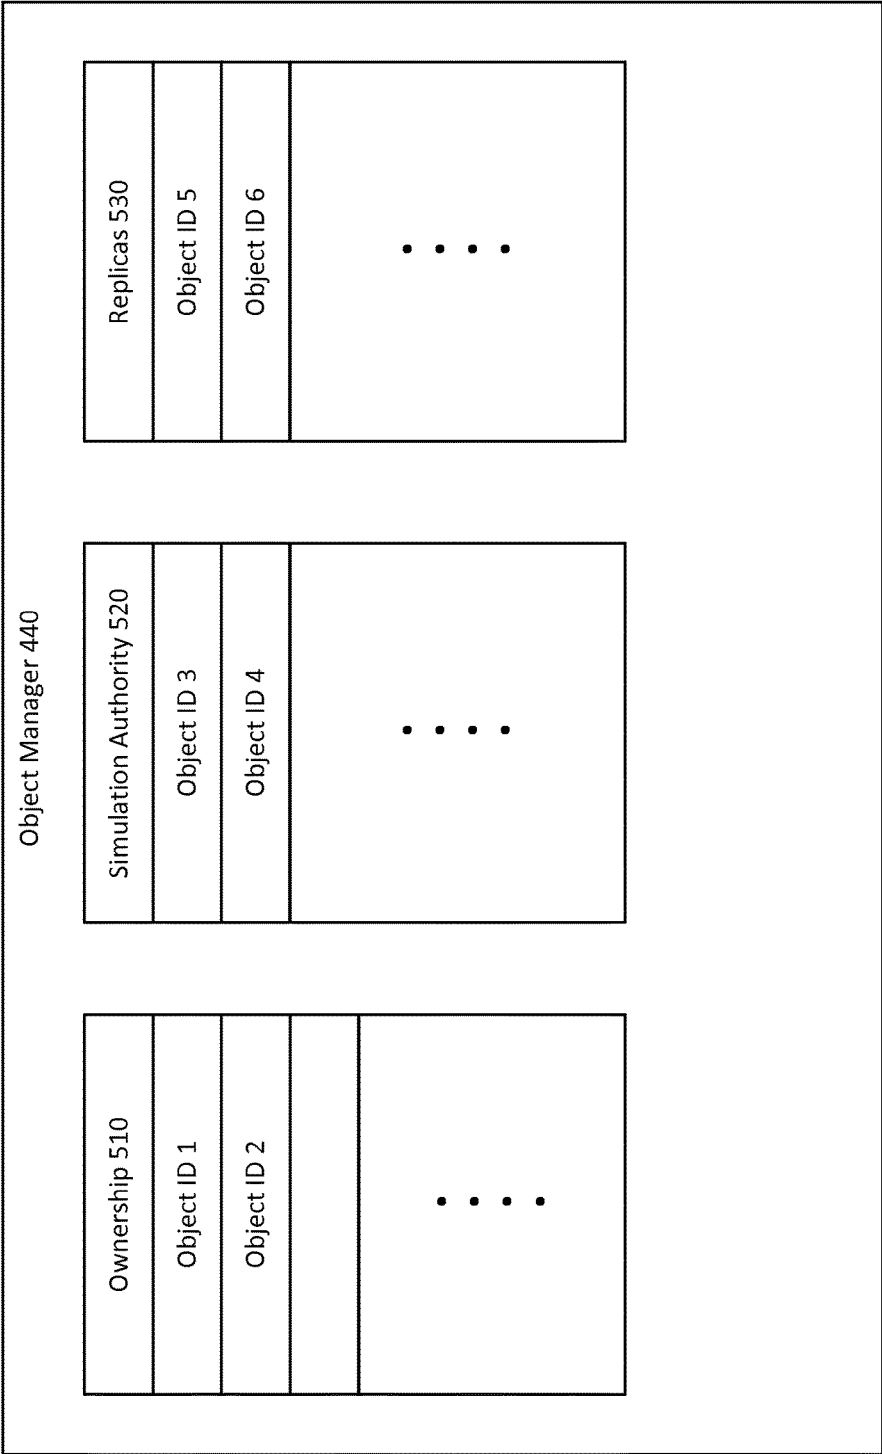 Object Manager 440
Ownership 510
Object ID 1
Object ID 2
Simulation Authority 520
Object ID 3
Object ID 4
Replicas 530
Object ID 5
Object ID 6